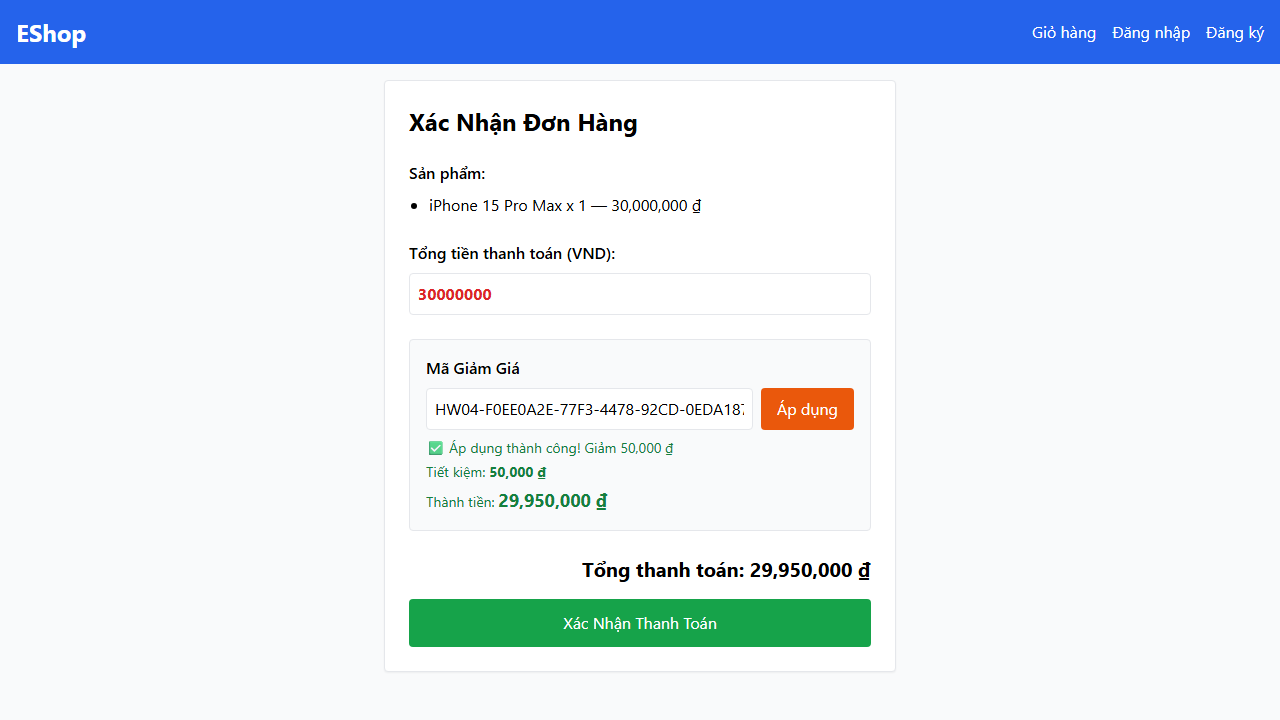 EShop
Giỏ hàng Đăng nhập Đăng ký
Xác Nhận Đơn Hàng
Sản phẩm:
• iPhone 15 Pro Max x 1 — 30,000,000 ₫
Tổng tiền thanh toán (VND):
30000000
Mã Giảm Giá
HW04-F0EE0A2E-77F3-4478-92CD-0EDA187
Áp dụng
✅ Áp dụng thành công! Giảm 50,000 ₫
Tiết kiệm: 50,000 ₫
Thành tiền: 29,950,000 ₫
Tổng thanh toán: 29,950,000 ₫
Xác Nhận Thanh Toán